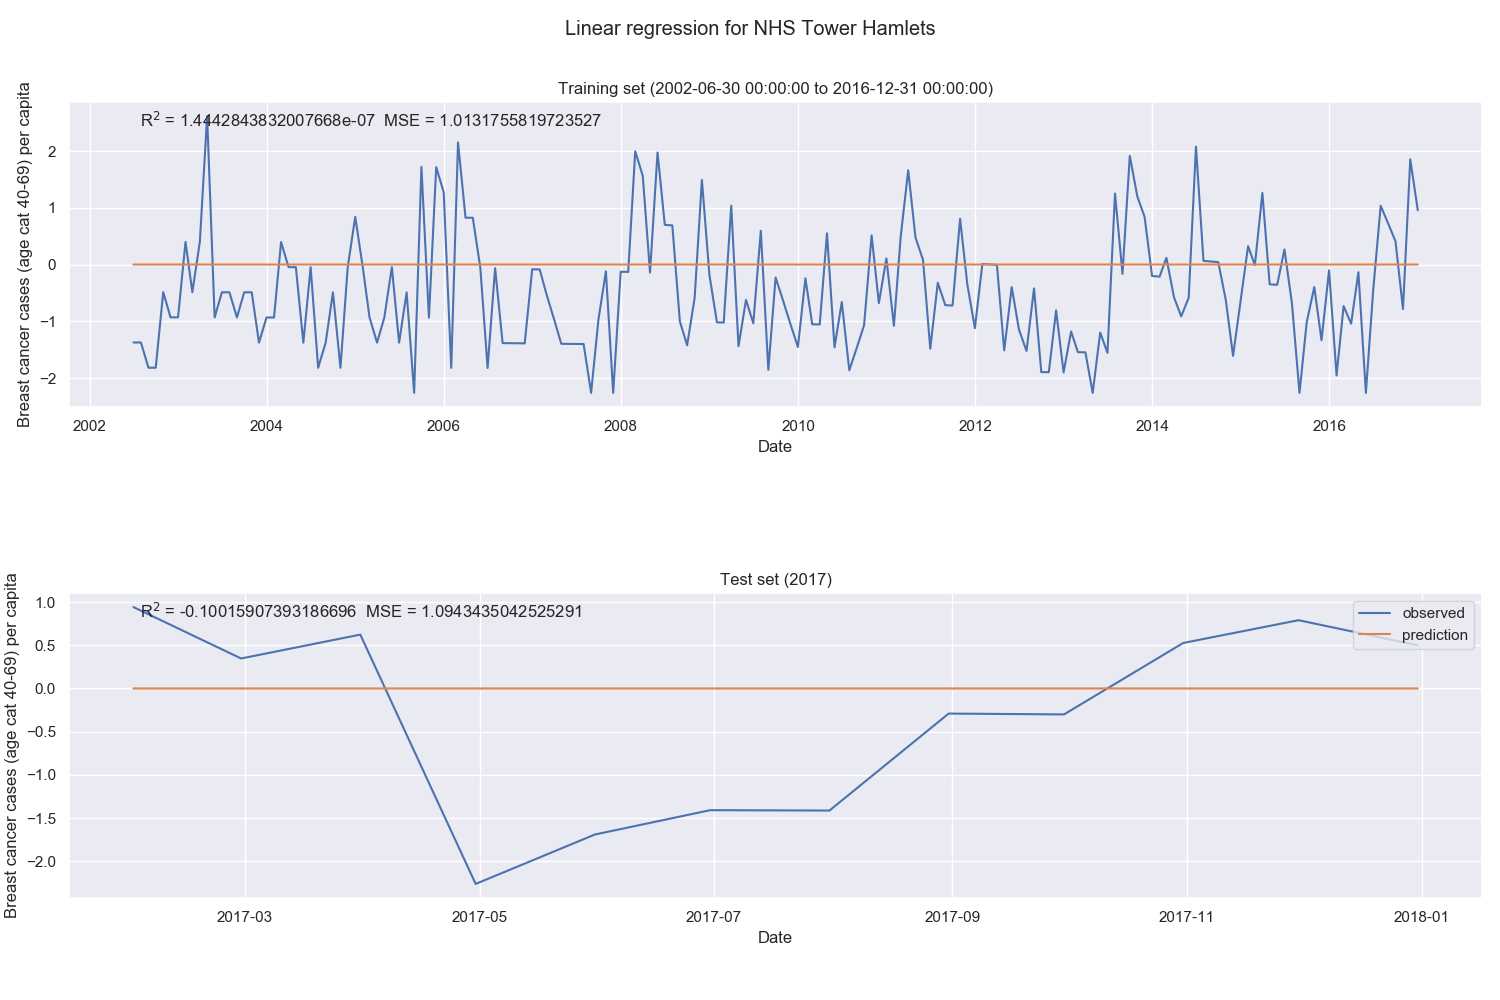 Linear regression for NHS Tower Hamlets
Training set (2002-06-30 00:00:00 to 2016-12-31 00:00:00)
R² = 1.4442843832007668e-07 MSE = 1.0131755819723527
Breast cancer cases (age cat 40-69) per capita
2
1
0
−1
−2
2002 2004 2006 2008 2010 2012 2014 2016
Date
Test set (2017)
R² = -0.10015907393186696 MSE = 1.0943435042525291
observed
prediction
Breast cancer cases (age cat 40-69) per capita
1.0
0.5
0.0
−0.5
−1.0
−1.5
−2.0
2017-03 2017-05 2017-07 2017-09 2017-11 2018-01
Date